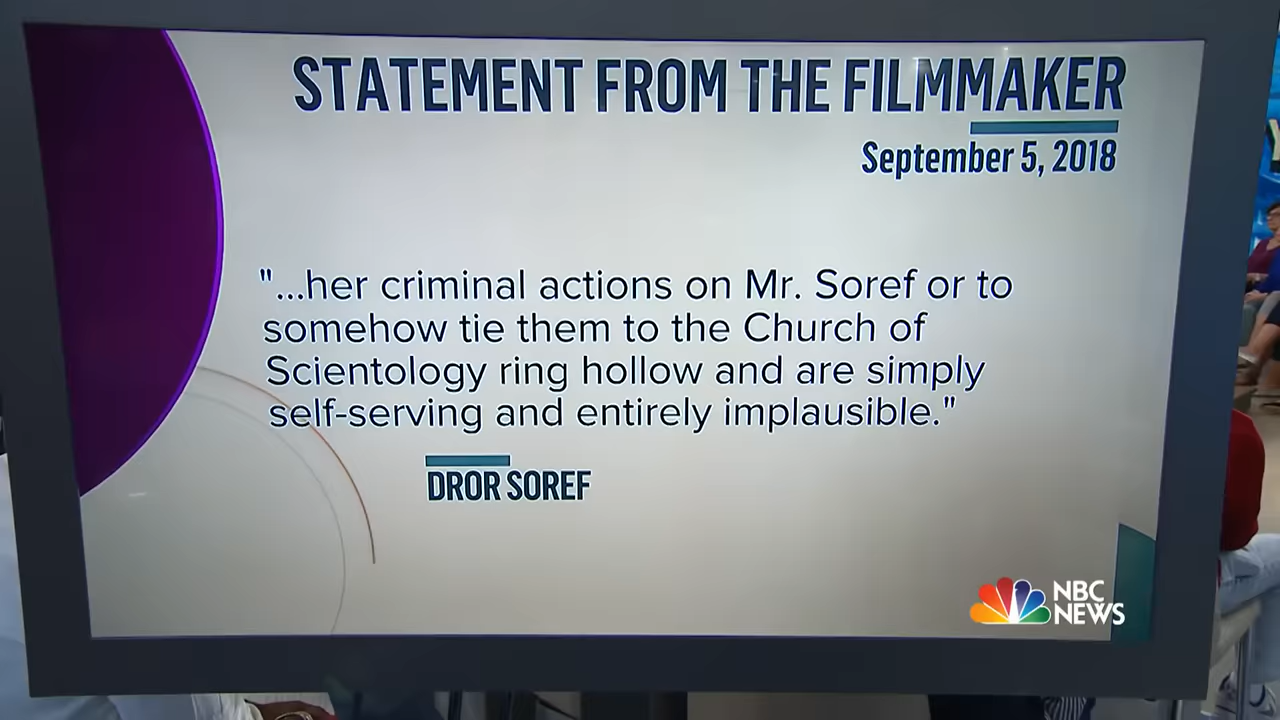 STATEMENT FROM THE FILMMAKER
September 5, 2018
"...her criminal actions on Mr. Soref or to
somehow tie them to the Church of
Scientology ring hollow and are simply
self-serving and entirely implausible."
DROR SOREF
NBC
NEWS